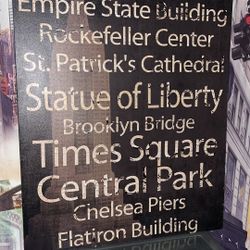 Empire State Building
Rockefeller Center
St. Patrick's Cathedral
Statue of Liberty
Brooklyn Bridge
Times Square
Central Park
Chelsea Piers
Flatiron Building